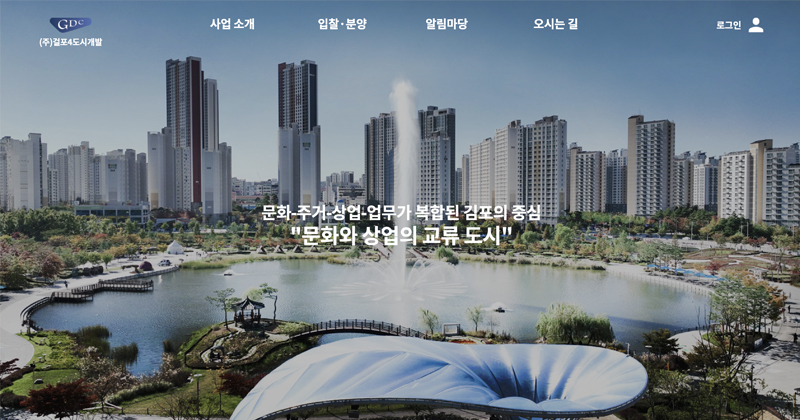 GDC
(주)걸포4도시개발
사업 소개
입찰·분양
알림마당
오시는 길
로그인
문화-주거-상업-업무가 복합된 김포의 중심
"문화와 상업의 교류 도시"